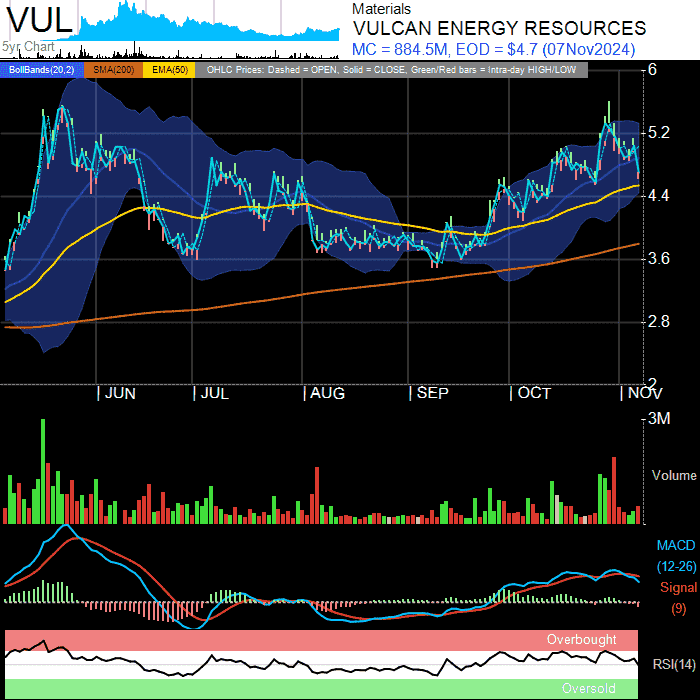 VUL
5yr Chart
Materials
VULCAN ENERGY RESOURCES
MC = 884.5M, EOD = $4.7 (07Nov2024)
BollBands(20,2) SMA(200) EMA(50) OHLC Prices: Dashed = OPEN, Solid = CLOSE, Green/Red bars = Intra-day HIGH/LOW
6
5.2
4.4
3.6
2.8
2
JUN JUL AUG SEP OCT NOV
3M
Volume
MACD
(12-26)
Signal
(9)
Overbought
RSI(14)
Oversold